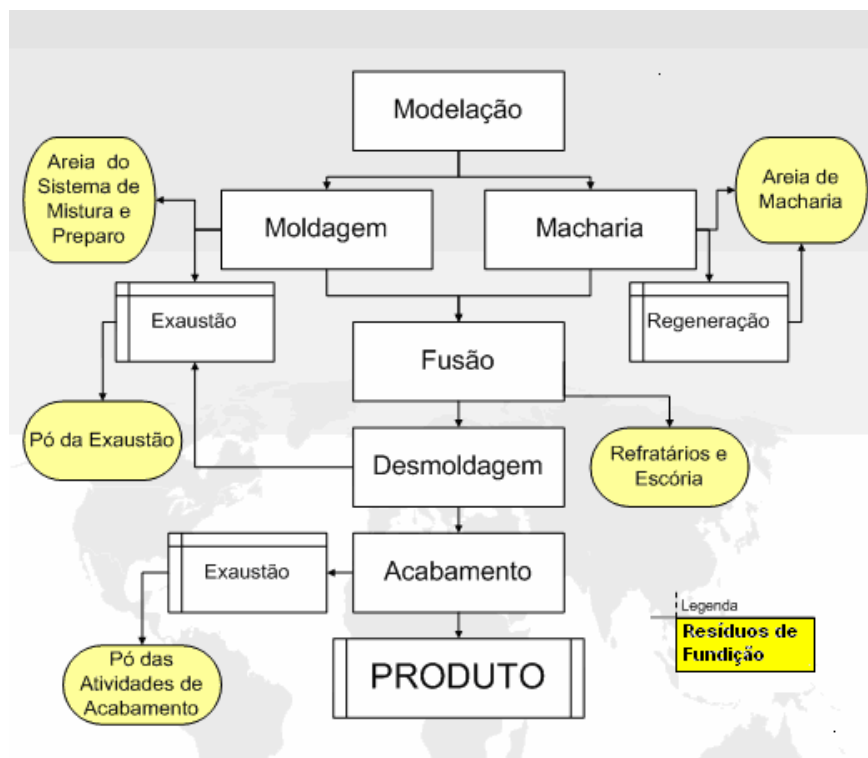 Modelação
Areia do
Sistema de
Mistura e
Preparo
Moldagem
Macharia
Areia de
Macharia
Exaustão
Regeneração
Fusão
Pó da Exaustão
Desmoldagem
Refratários e
Escória
Exaustão
Acabamento
Legenda
Resíduos de
Fundição
Pó das
Atividades de
Acabamento
PRODUTO